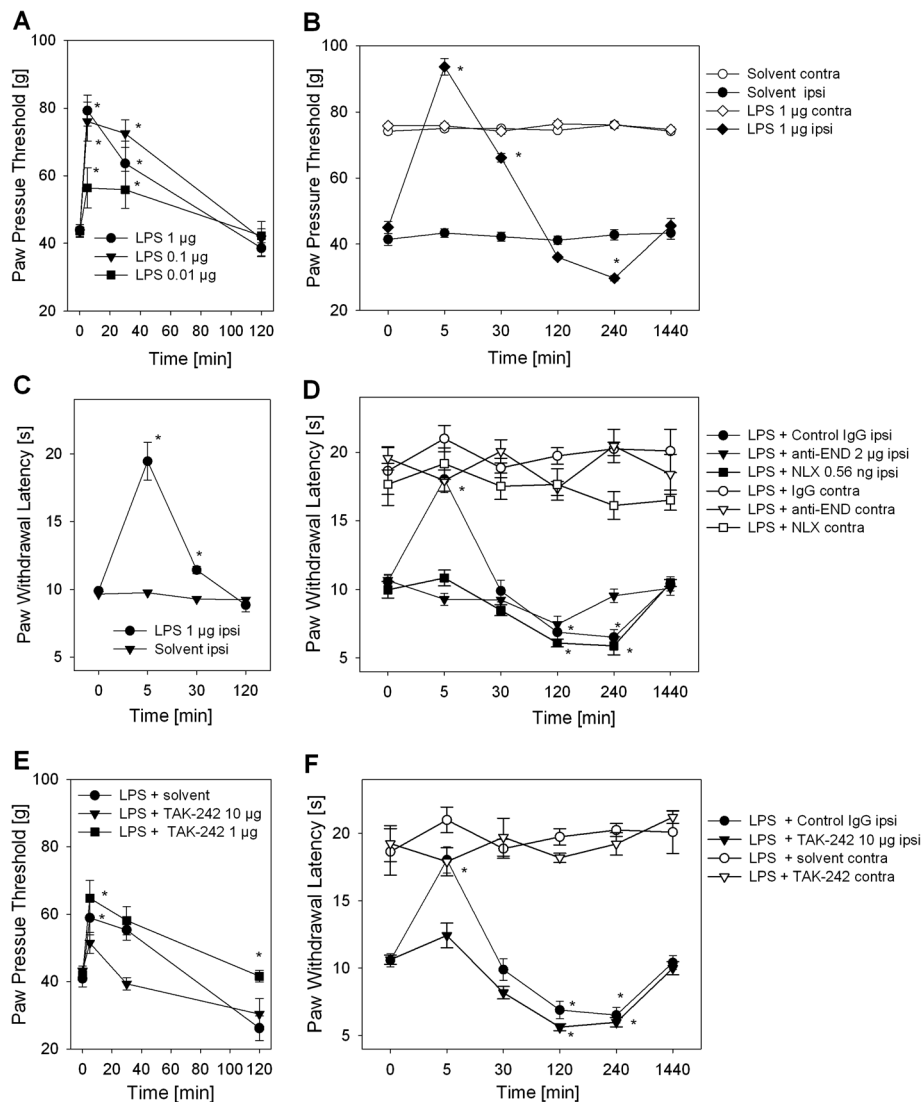 A
Paw Pressue Threshold [g]
100
80
60
40
20
* * * * * *
LPS 1 µg
LPS 0.1 µg
LPS 0.01 µg
0 20 40 60 80 100 120
Time [min]
B
Paw Pressure Threshold [g]
100
80
60
40
20
* * *
0 5 30 120 240 1440
Time [min]
Solvent contra
Solvent ipsi
LPS 1 µg contra
LPS 1 µg ipsi
C
Paw Withdrawal Latency [s]
20
15
10
5
* *
LPS 1 µg ipsi
Solvent ipsi
0 5 30 120
Time [min]
D
Paw Withdrawal Latency [s]
20
15
10
5
* * * * *
0 5 30 120 240 1440
Time [min]
LPS + Control IgG ipsi
LPS + anti-END 2 µg ipsi
LPS + NLX 0.56 ng ipsi
LPS + IgG contra
LPS + anti-END contra
LPS + NLX contra
E
Paw Pressue Threshold [g]
100
80
60
40
20
LPS + solvent
LPS + TAK-242 10 µg
LPS + TAK-242 1 µg
* * *
0 20 40 60 80 100 120
Time [min]
F
Paw Withdrawal Latency [s]
20
15
10
5
* * * * *
0 5 30 120 240 1440
Time [min]
LPS + Control IgG ipsi
LPS + TAK-242 10 µg ipsi
LPS + solvent contra
LPS + TAK-242 contra